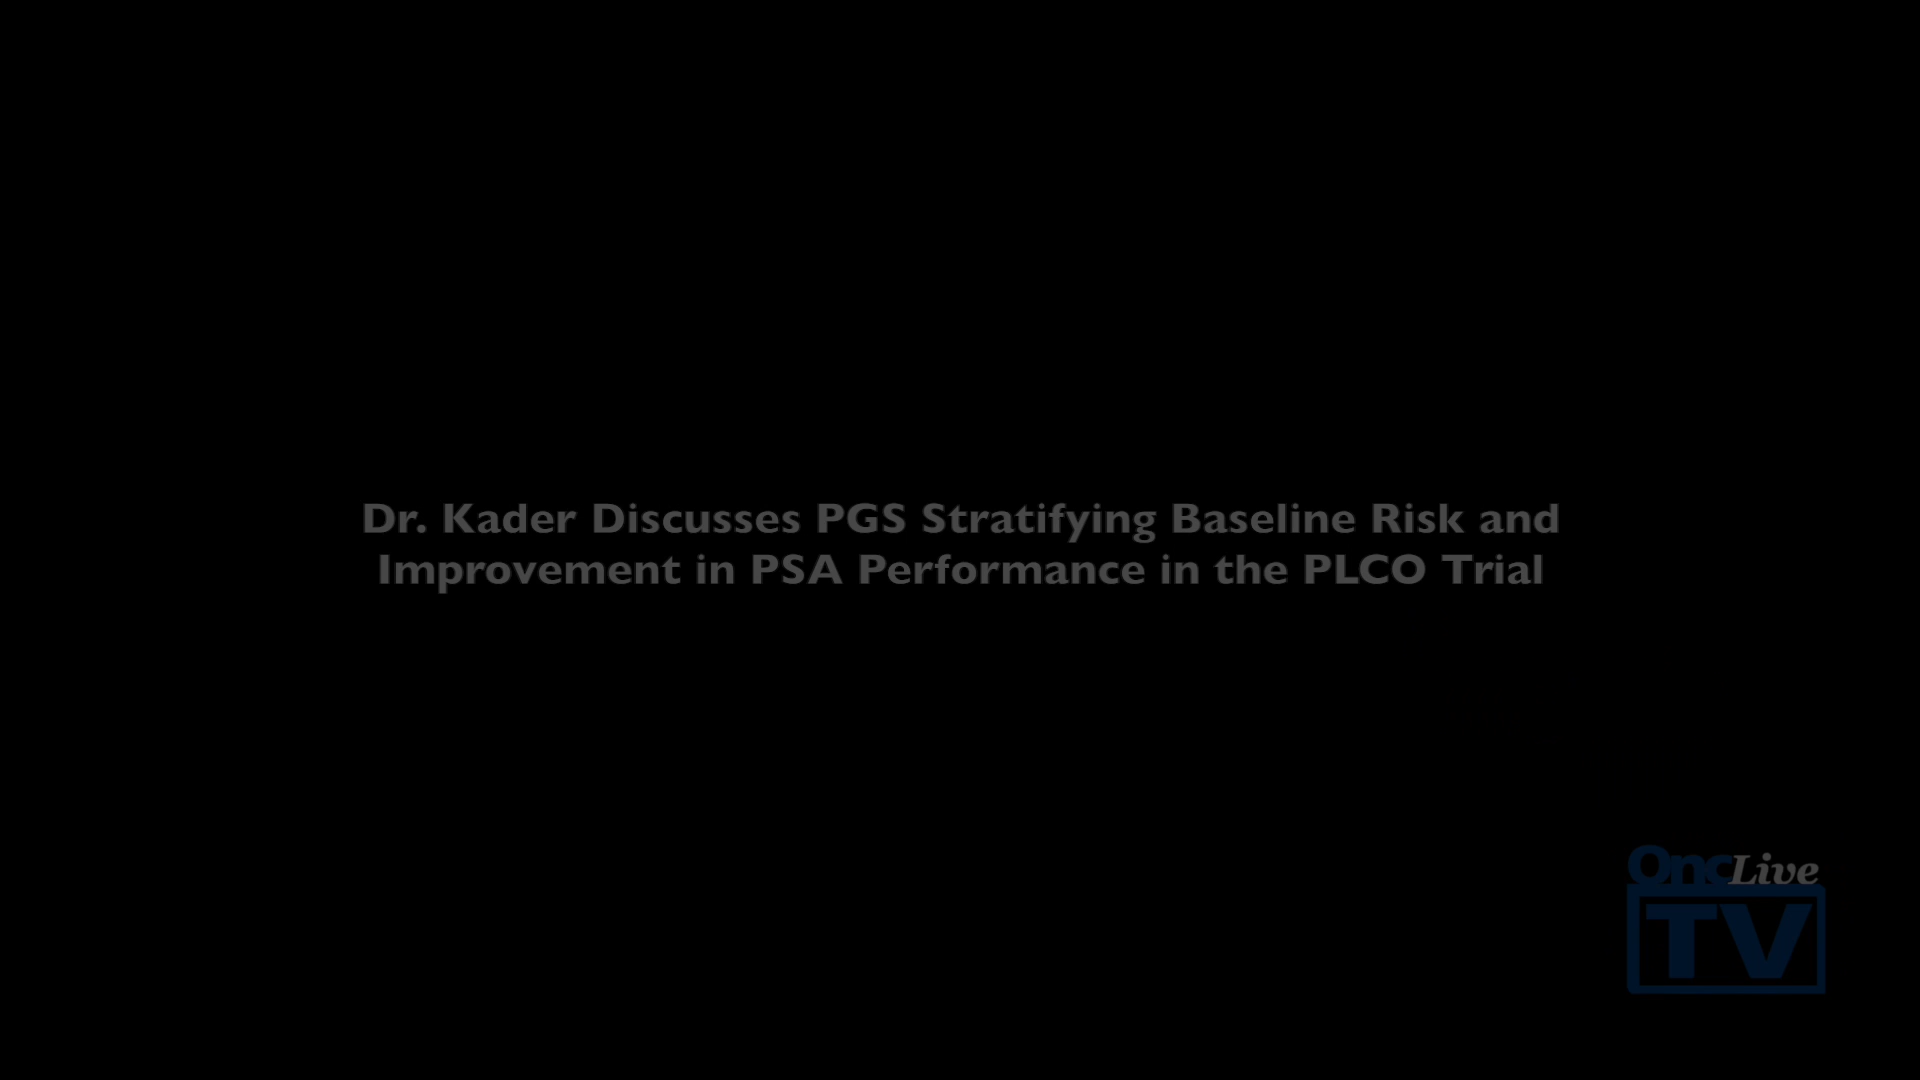 Dr. Kader Discusses PGS Stratifying Baseline Risk and
Improvement in PSA Performance in the PLCO Trial
OncLive
TV